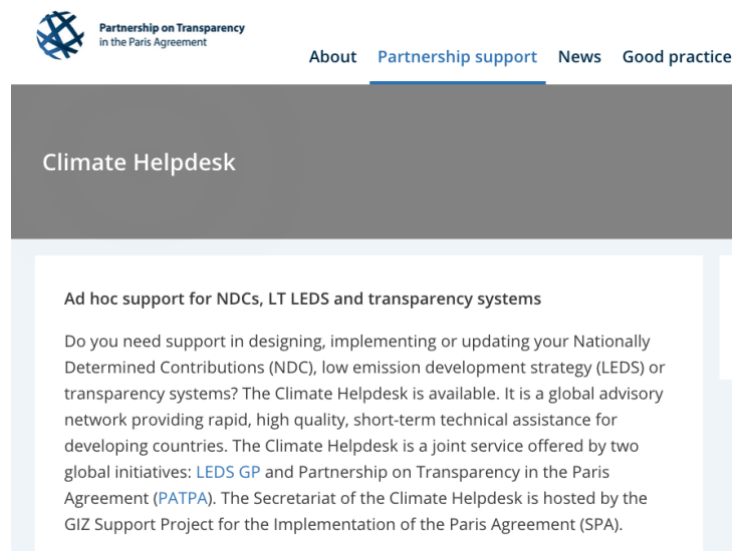 Partnership on Transparency
in the Paris Agreement
About Partnership support News Good practice
Climate Helpdesk
Ad hoc support for NDCs, LT LEDS and transparency systems
Do you need support in designing, implementing or updating your Nationally
Determined Contributions (NDC), low emission development strategy (LEDS) or
transparency systems? The Climate Helpdesk is available. It is a global advisory
network providing rapid, high quality, short-term technical assistance for
developing countries. The Climate Helpdesk is a joint service offered by two
global initiatives: LEDS GP and Partnership on Transparency in the Paris
Agreement (PATPA). The Secretariat of the Climate Helpdesk is hosted by the
GIZ Support Project for the Implementation of the Paris Agreement (SPA).